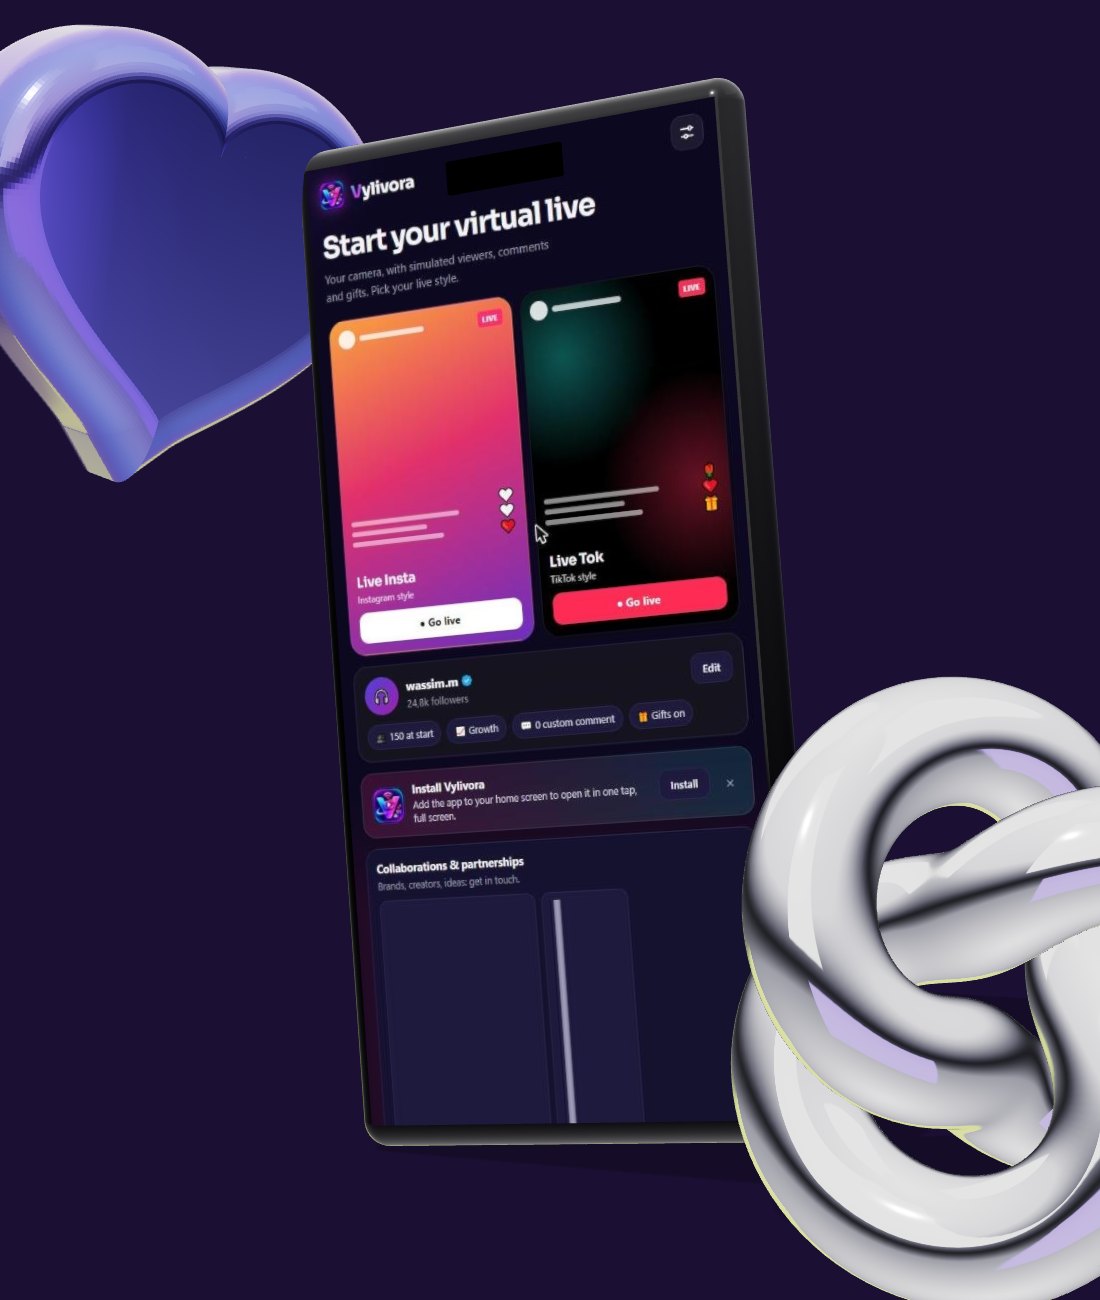 Vylivora
Start your virtual live
Your camera, with simulated viewers, comments
and gifts. Pick your live style.
LIVE
LIVE
Live Insta
Instagram style
• Go live
Live Tok
TikTok style
• Go live
wassim.m
24,8k followers
Edit
150 at start
Growth
0 custom comment
Gifts on
Install Vylivora
Add the app to your home screen to open it in one tap,
full screen.
Install
×
Collaborations & partnerships
Brands, creators, ideas: get in touch.